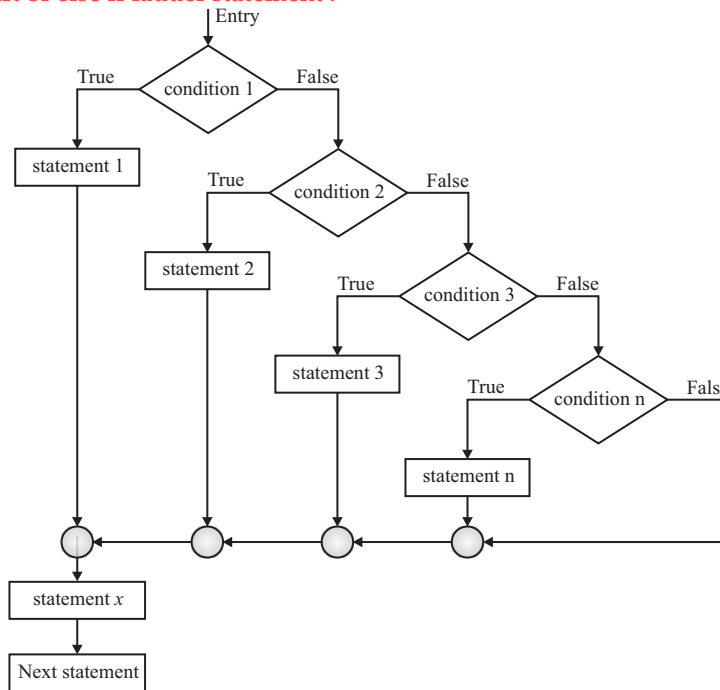 Entry
True
condition 1
False
statement 1
True
condition 2
False
statement 2
True
condition 3
False
statement 3
True
condition n
Fals
statement n
statement x
Next statement